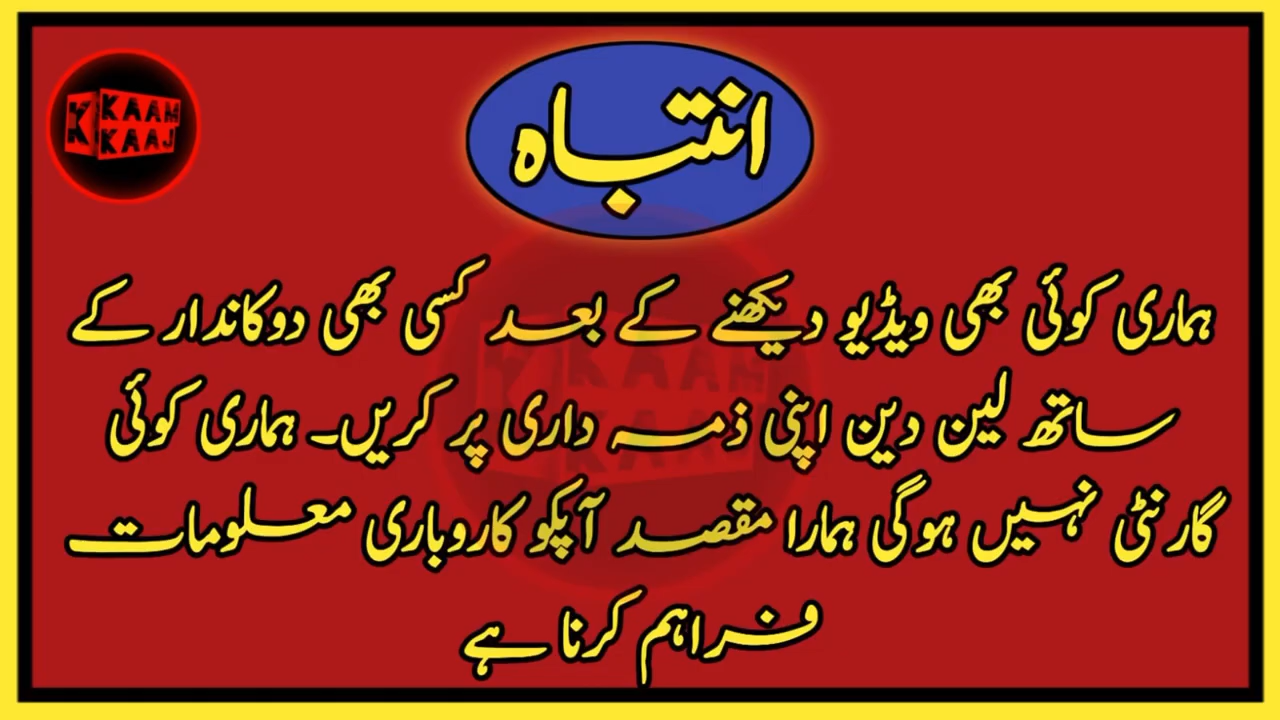 KAAM
KAAJ
انتباہ
ہماری کوئی بھی ویڈیو دیکھنے کے بعد کسی بھی دوکاندار کے
ساتھ لین دین اپنی ذمہ داری پر کریں۔ ہماری کوئی
گارنٹی نہیں ہوگی ہمارا مقصد آپکو کاروباری معلومات
فراہم کرنا ہے